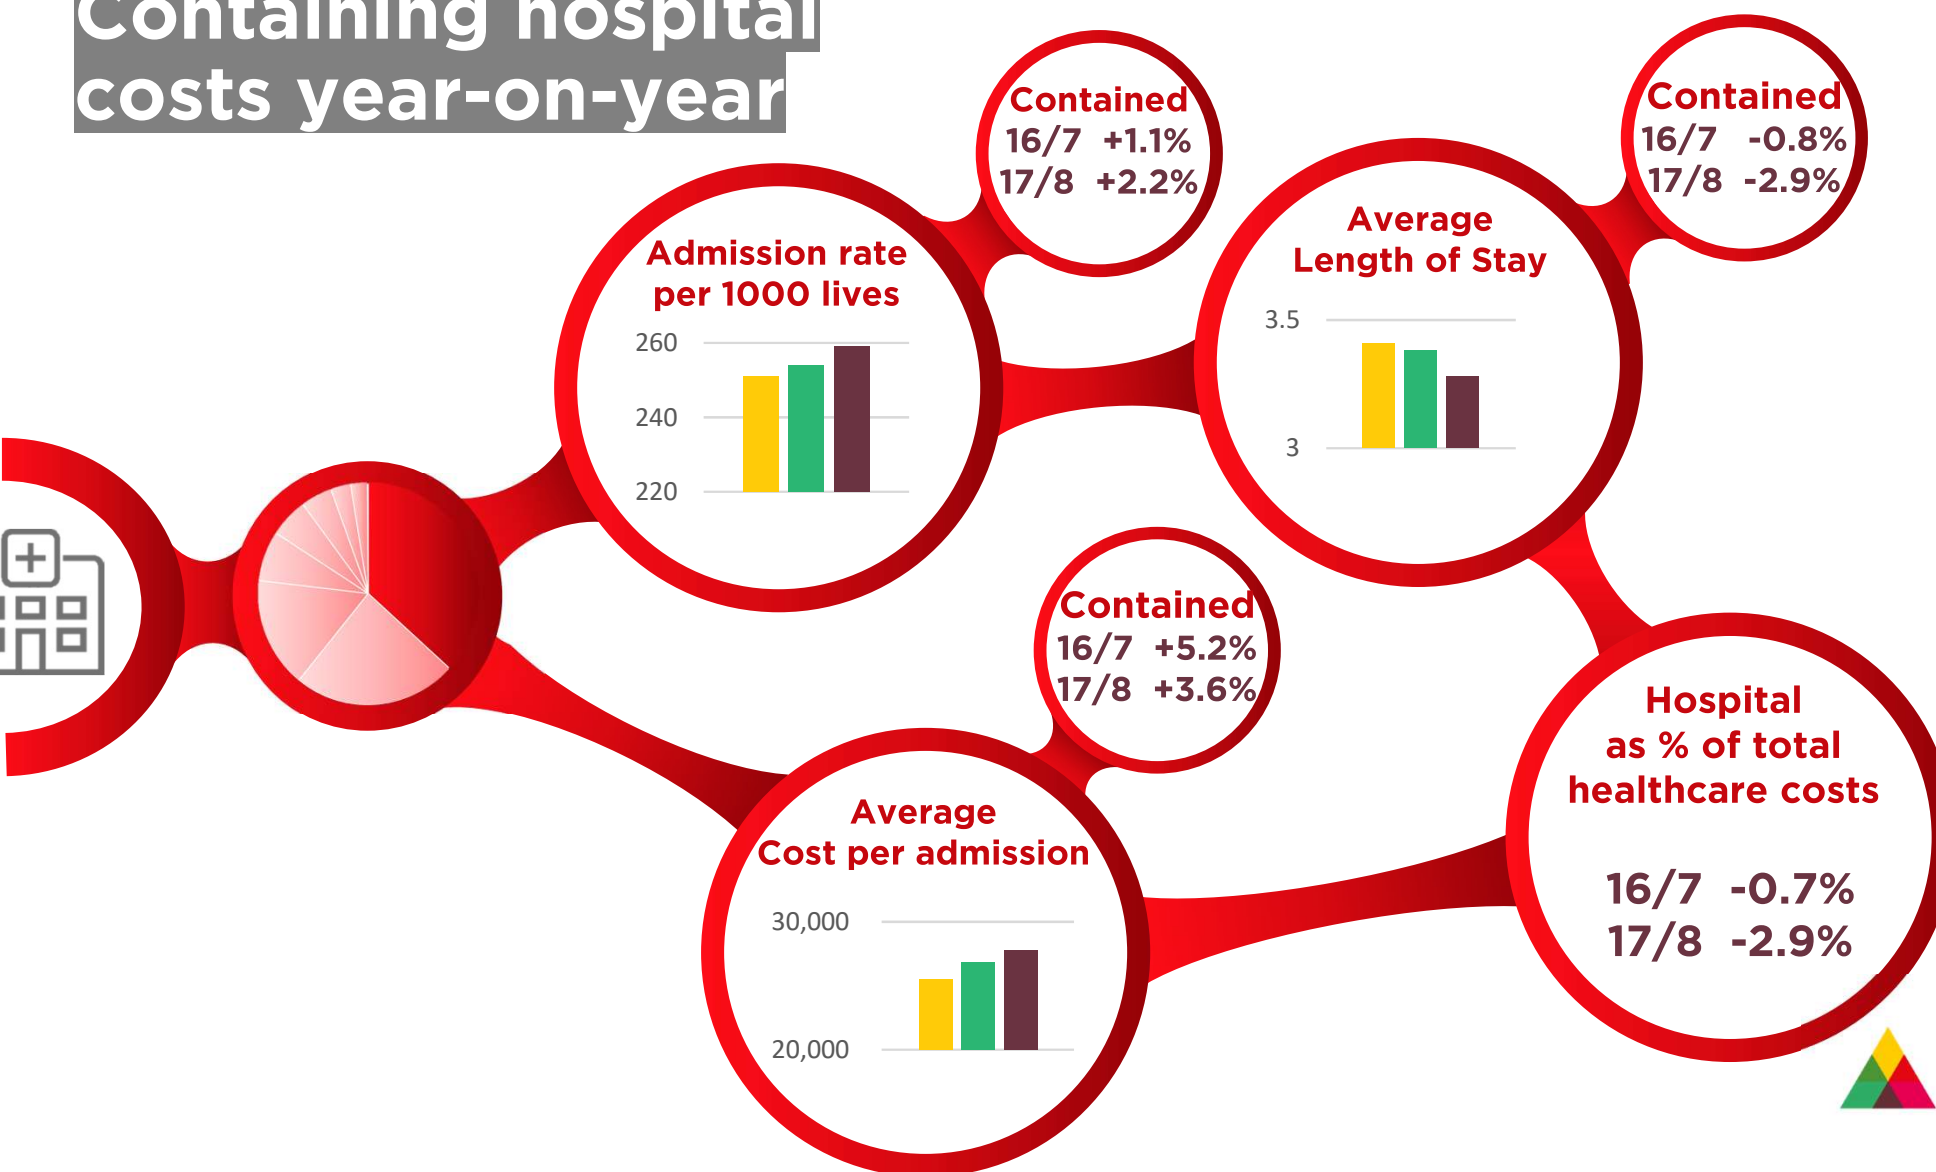 Containing hospital
costs year-on-year
Contained
16/7 +1.1%
17/8 +2.2%
Contained
16/7 -0.8%
17/8 -2.9%
Admission rate
per 1000 lives
260
240
220
Average
Length of Stay
3.5
3
Contained
16/7 +5.2%
17/8 +3.6%
Average
Cost per admission
30,000
20,000
Hospital
as % of total
healthcare costs
16/7 -0.7%
17/8 -2.9%